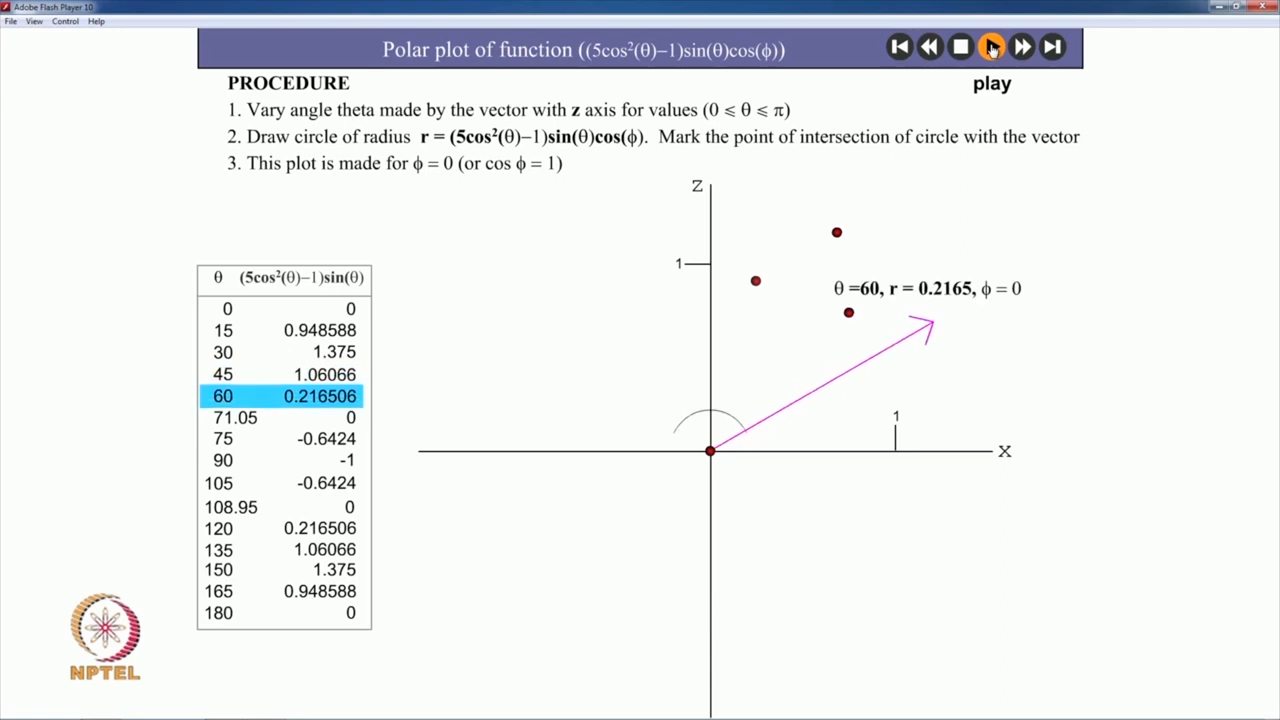 Adobe Flash Player 10
File View Control Help
Polar plot of function ((5cos²(θ)−1)sin(θ)cos(ϕ))
play
PROCEDURE
1. Vary angle theta made by the vector with z axis for values (0 ⩽ θ ⩽ π)
2. Draw circle of radius r = (5cos²(θ)−1)sin(θ)cos(ϕ). Mark the point of intersection of circle with the vector
3. This plot is made for ϕ = 0 (or cos ϕ = 1)
Z
1
θ =60, r = 0.2165, ϕ = 0
1
X
θ (5cos²(θ)−1)sin(θ)
0 0
15 0.948588
30 1.375
45 1.06066
60 0.216506
71.05 0
75 -0.6424
90 -1
105 -0.6424
108.95 0
120 0.216506
135 1.06066
150 1.375
165 0.948588
180 0
NPTEL